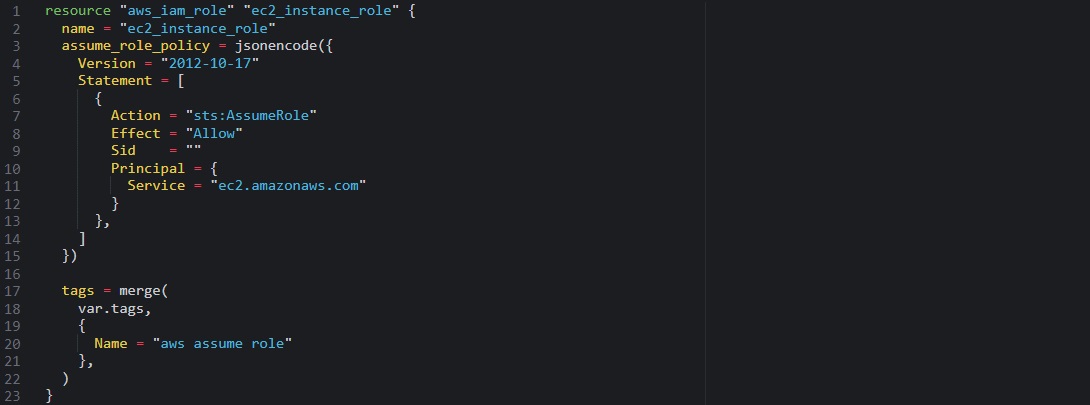 1 resource "aws_iam_role" "ec2_instance_role" {
2   name = "ec2_instance_role"
3   assume_role_policy = jsonencode({
4     Version = "2012-10-17"
5     Statement = [
6       {
7         Action = "sts:AssumeRole"
8         Effect = "Allow"
9         Sid    = ""
10         Principal = {
11           Service = "ec2.amazonaws.com"
12         }
13       },
14     ]
15   })
16
17   tags = merge(
18     var.tags,
19     {
20       Name = "aws assume role"
21     },
22   )
23 }